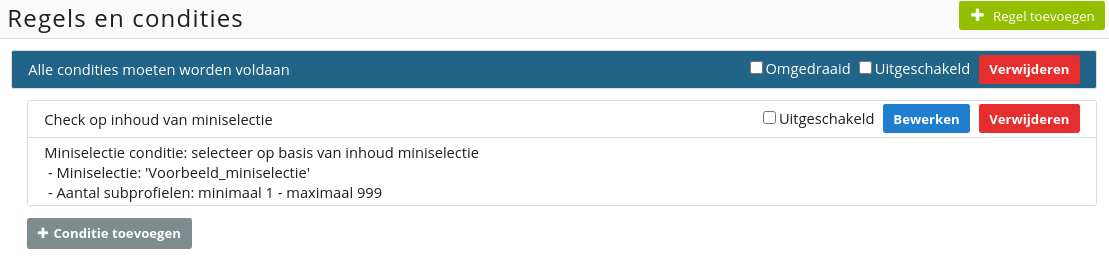 Regels en condities
+ Regel toevoegen
Alle condities moeten worden voldaan
Omgedraaid
Uitgeschakeld
Verwijderen
Check op inhoud van miniselectie
Uitgeschakeld
Bewerken
Verwijderen
Miniselectie conditie: selecteer op basis van inhoud miniselectie
- Miniselectie: 'Voorbeeld_miniselectie'
- Aantal subprofielen: minimaal 1 - maximaal 999
+ Conditie toevoegen